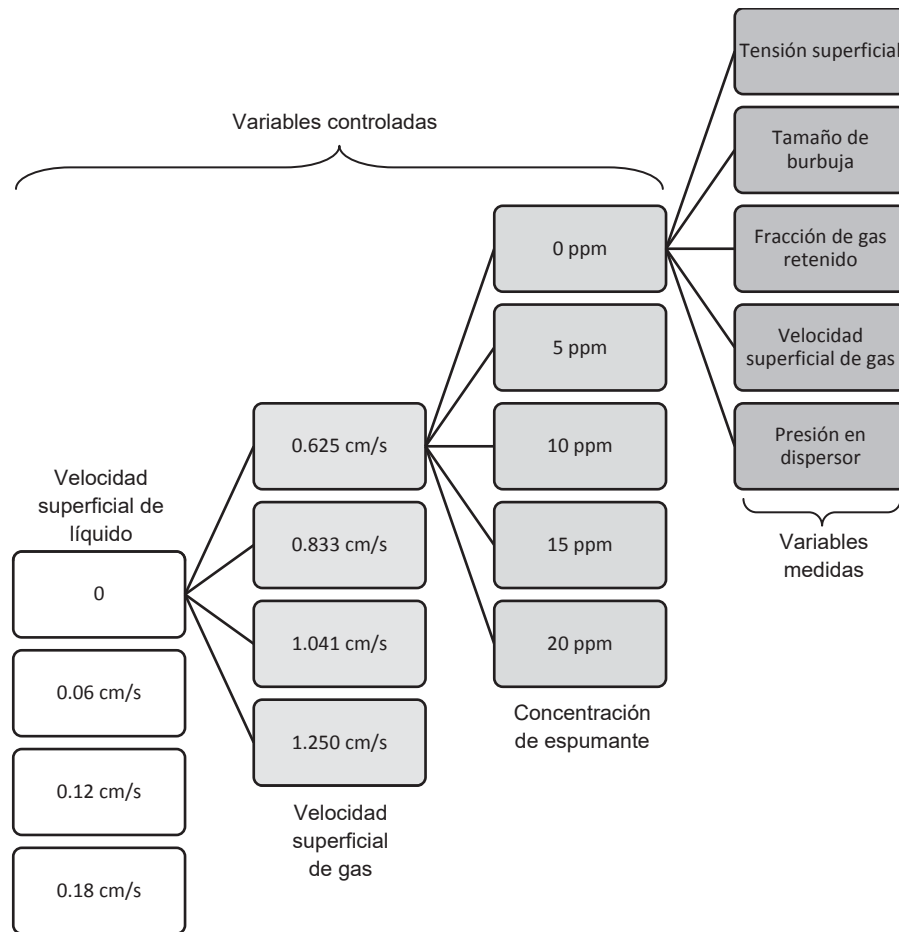 Variables controladas
Velocidad
superficial de
líquido
0
0.06 cm/s
0.12 cm/s
0.18 cm/s
0.625 cm/s
0.833 cm/s
1.041 cm/s
1.250 cm/s
Velocidad
superficial
de gas
0 ppm
5 ppm
10 ppm
15 ppm
20 ppm
Concentración
de espumante
Tensión superficial
Tamaño de
burbuja
Fracción de gas
retenido
Velocidad
superficial de gas
Presión en
dispersor
Variables
medidas